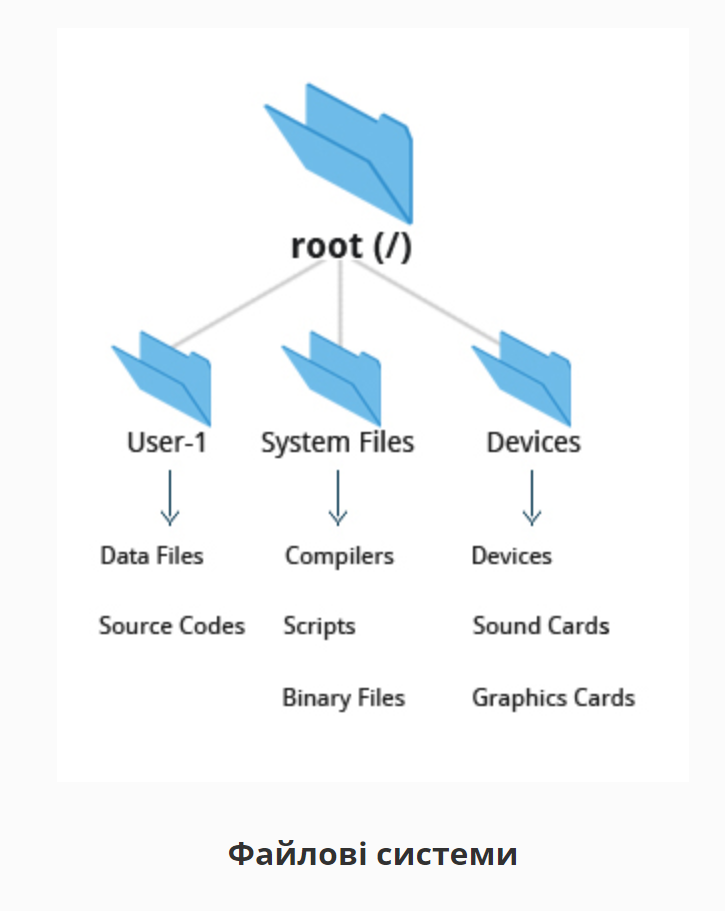 root (/)
User-1
System Files
Devices
Data Files
Compilers
Devices
Source Codes
Scripts
Sound Cards
Binary Files
Graphics Cards
Файлові системи